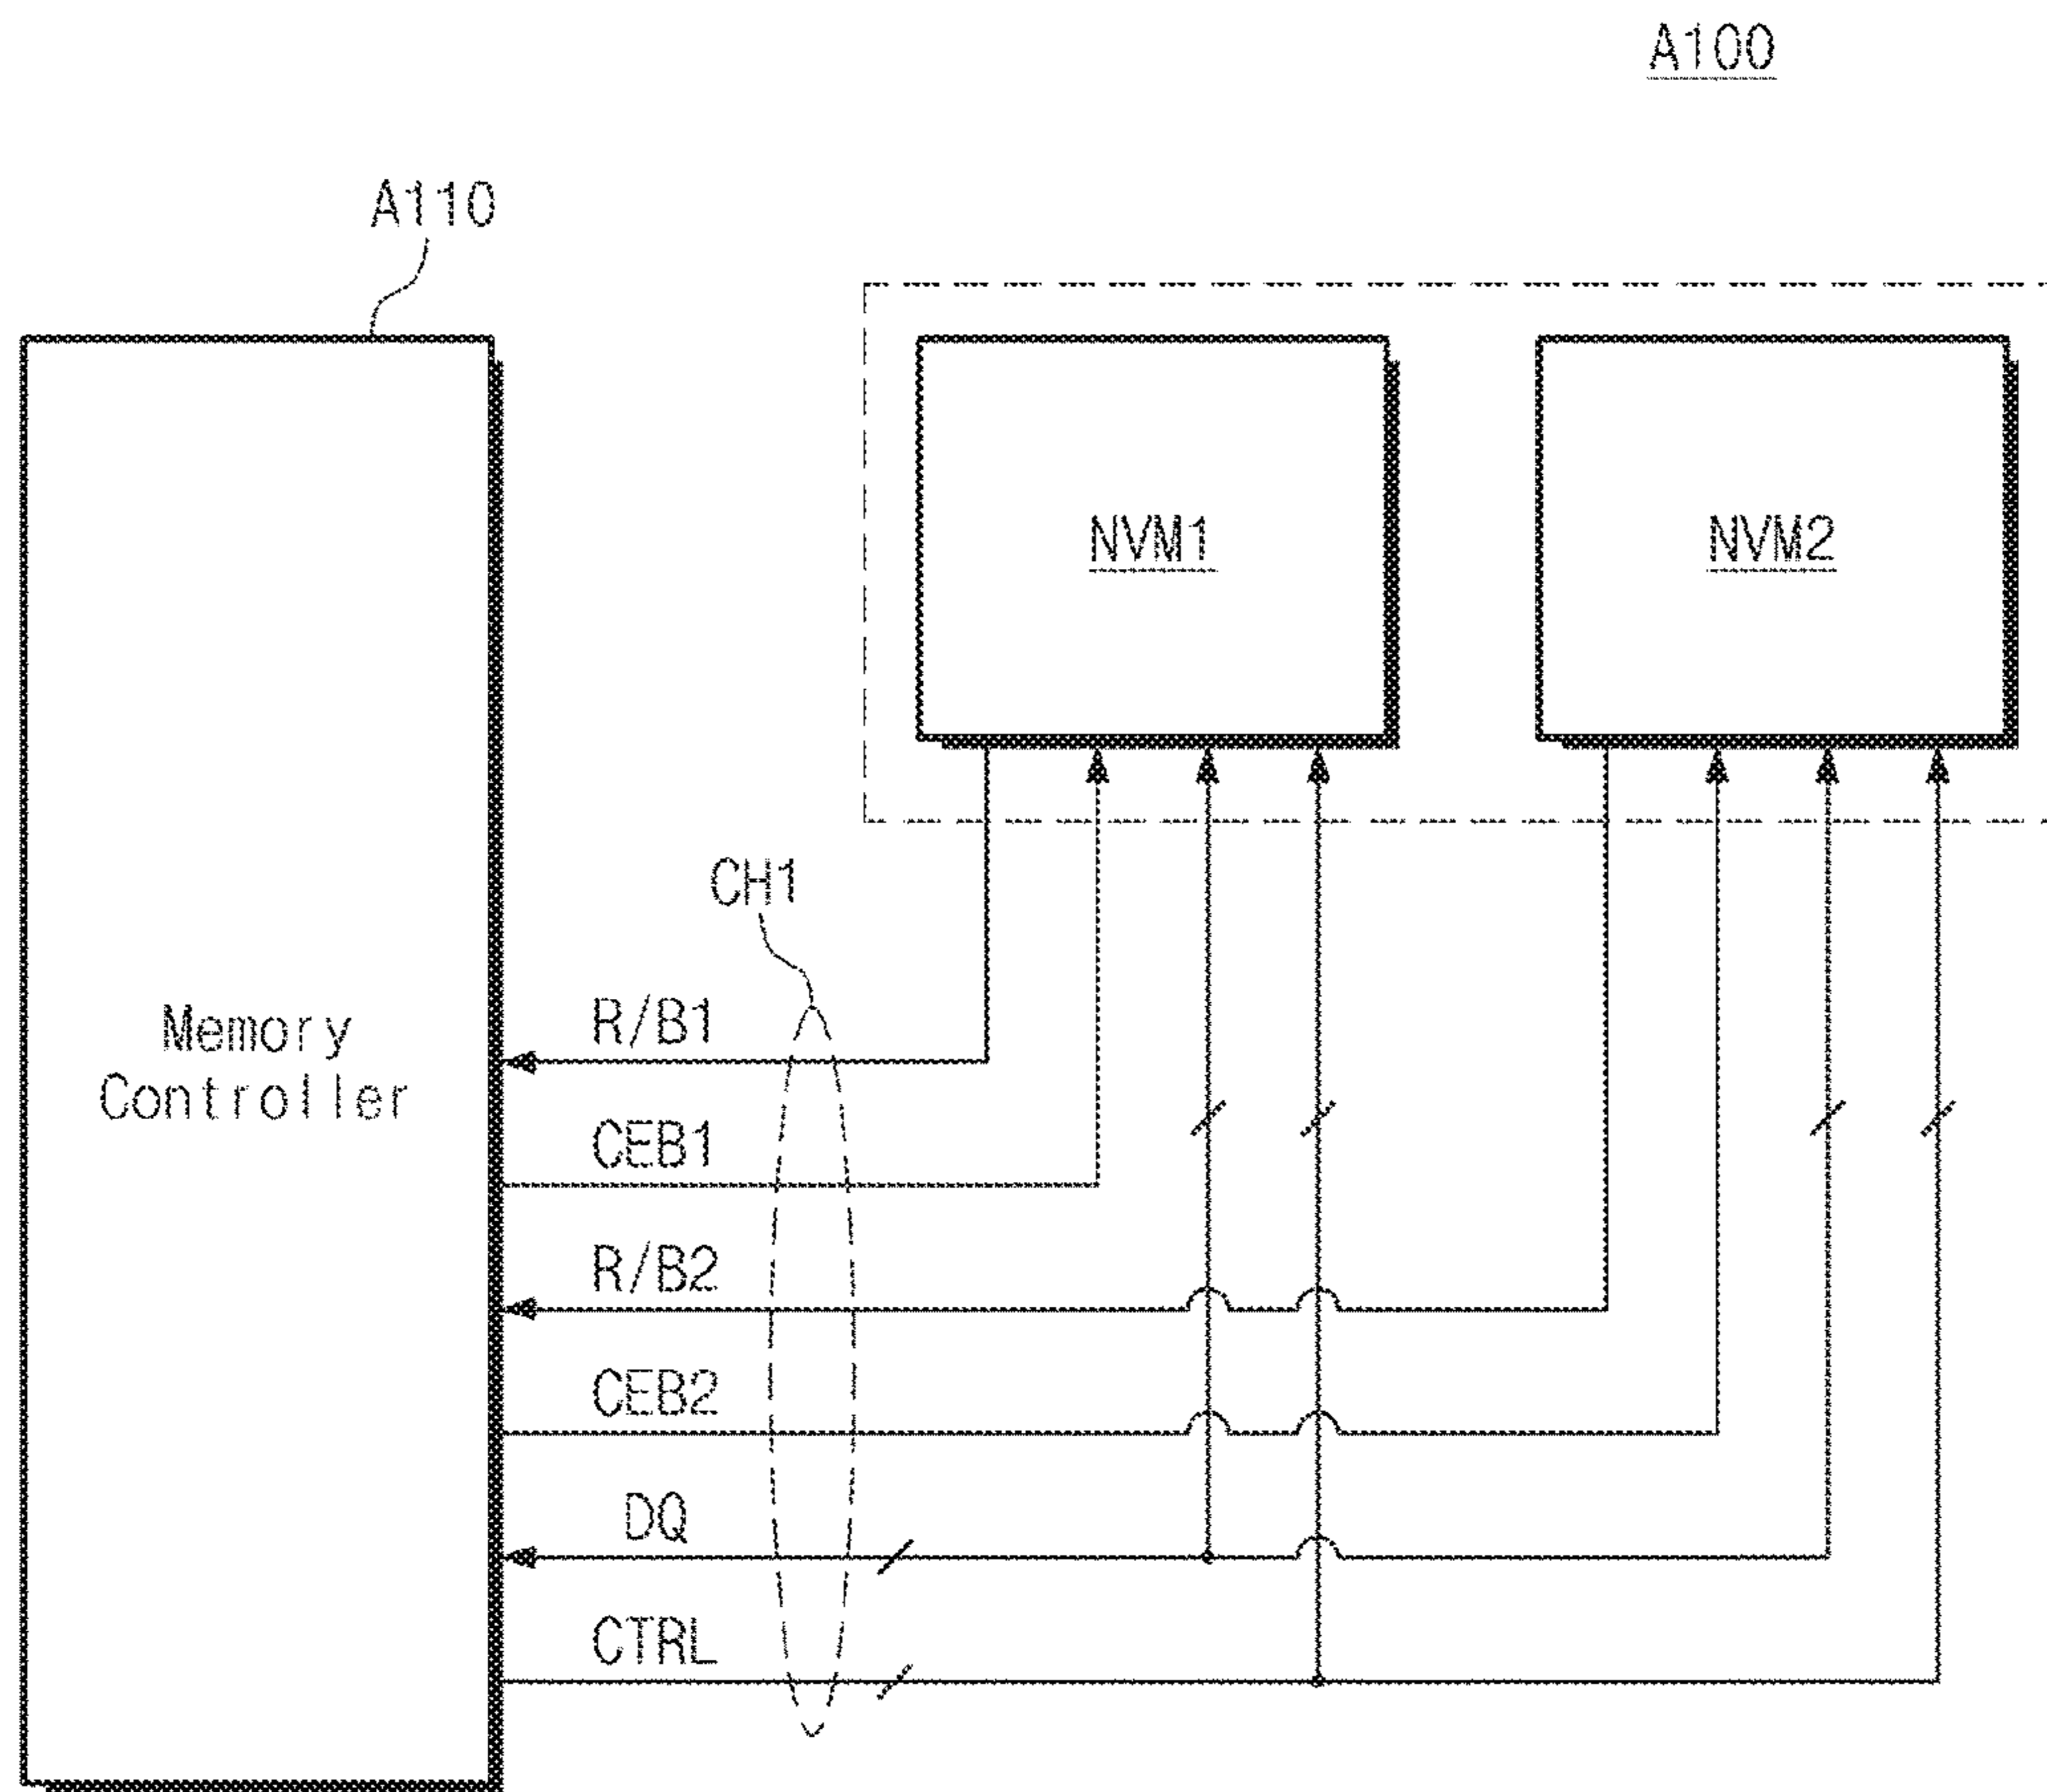 A100
A110
NVM1
NVM2
CH1
R/B1
Memory
Controller
CEB1
R/B2
CEB2
DQ
CTRL